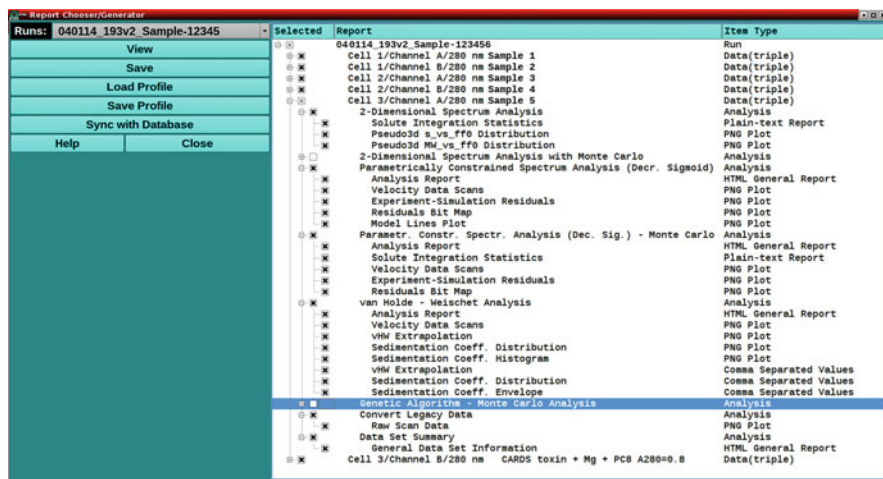 Report Chooser/Generator
Runs: 040114_193v2_Sample-12345
View
Save
Load Profile
Save Profile
Sync with Database
Help Close
Selected Report Item Type
040114_193v2_Sample-123456 Run
Cell 1/Channel A/280 nm Sample 1 Data(triple)
Cell 1/Channel B/280 nm Sample 2 Data(triple)
Cell 2/Channel A/280 nm Sample 3 Data(triple)
Cell 2/Channel B/280 nm Sample 4 Data(triple)
Cell 3/Channel A/280 nm Sample 5 Data(triple)
2-Dimensional Spectrum Analysis Analysis
Solute Integration Statistics Plain-text Report
Pseudo3d s_vs_ff0 Distribution PNG Plot
Pseudo3d MW_vs_ff0 Distribution PNG Plot
2-Dimensional Spectrum Analysis with Monte Carlo Analysis
Parametrically Constrained Spectrum Analysis (Decr. Sigmoid) Analysis
Analysis Report HTML General Report
Velocity Data Scans PNG Plot
Experiment-Simulation Residuals PNG Plot
Residuals Bit Map PNG Plot
Model Lines Plot PNG Plot
Parametr. Constr. Spectr. Analysis (Dec. Sig.) - Monte Carlo Analysis
Analysis Report HTML General Report
Solute Integration Statistics Plain-text Report
Velocity Data Scans PNG Plot
Experiment-Simulation Residuals PNG Plot
Residuals Bit Map PNG Plot
van Holde - Weischet Analysis Analysis
Analysis Report HTML General Report
Velocity Data Scans PNG Plot
vHW Extrapolation PNG Plot
Sedimentation Coeff. Distribution PNG Plot
Sedimentation Coeff. Histogram PNG Plot
vHW Extrapolation Comma Separated Values
Sedimentation Coeff. Distribution Comma Separated Values
Sedimentation Coeff. Envelope Comma Separated Values
Genetic Algorithm - Monte Carlo Analysis Analysis
Convert Legacy Data Analysis
Raw Scan Data PNG Plot
Data Set Summary Analysis
General Data Set Information HTML General Report
Cell 3/Channel B/280 nm CARDS toxin + Mg + PC8 A280=0.8 Data(triple)